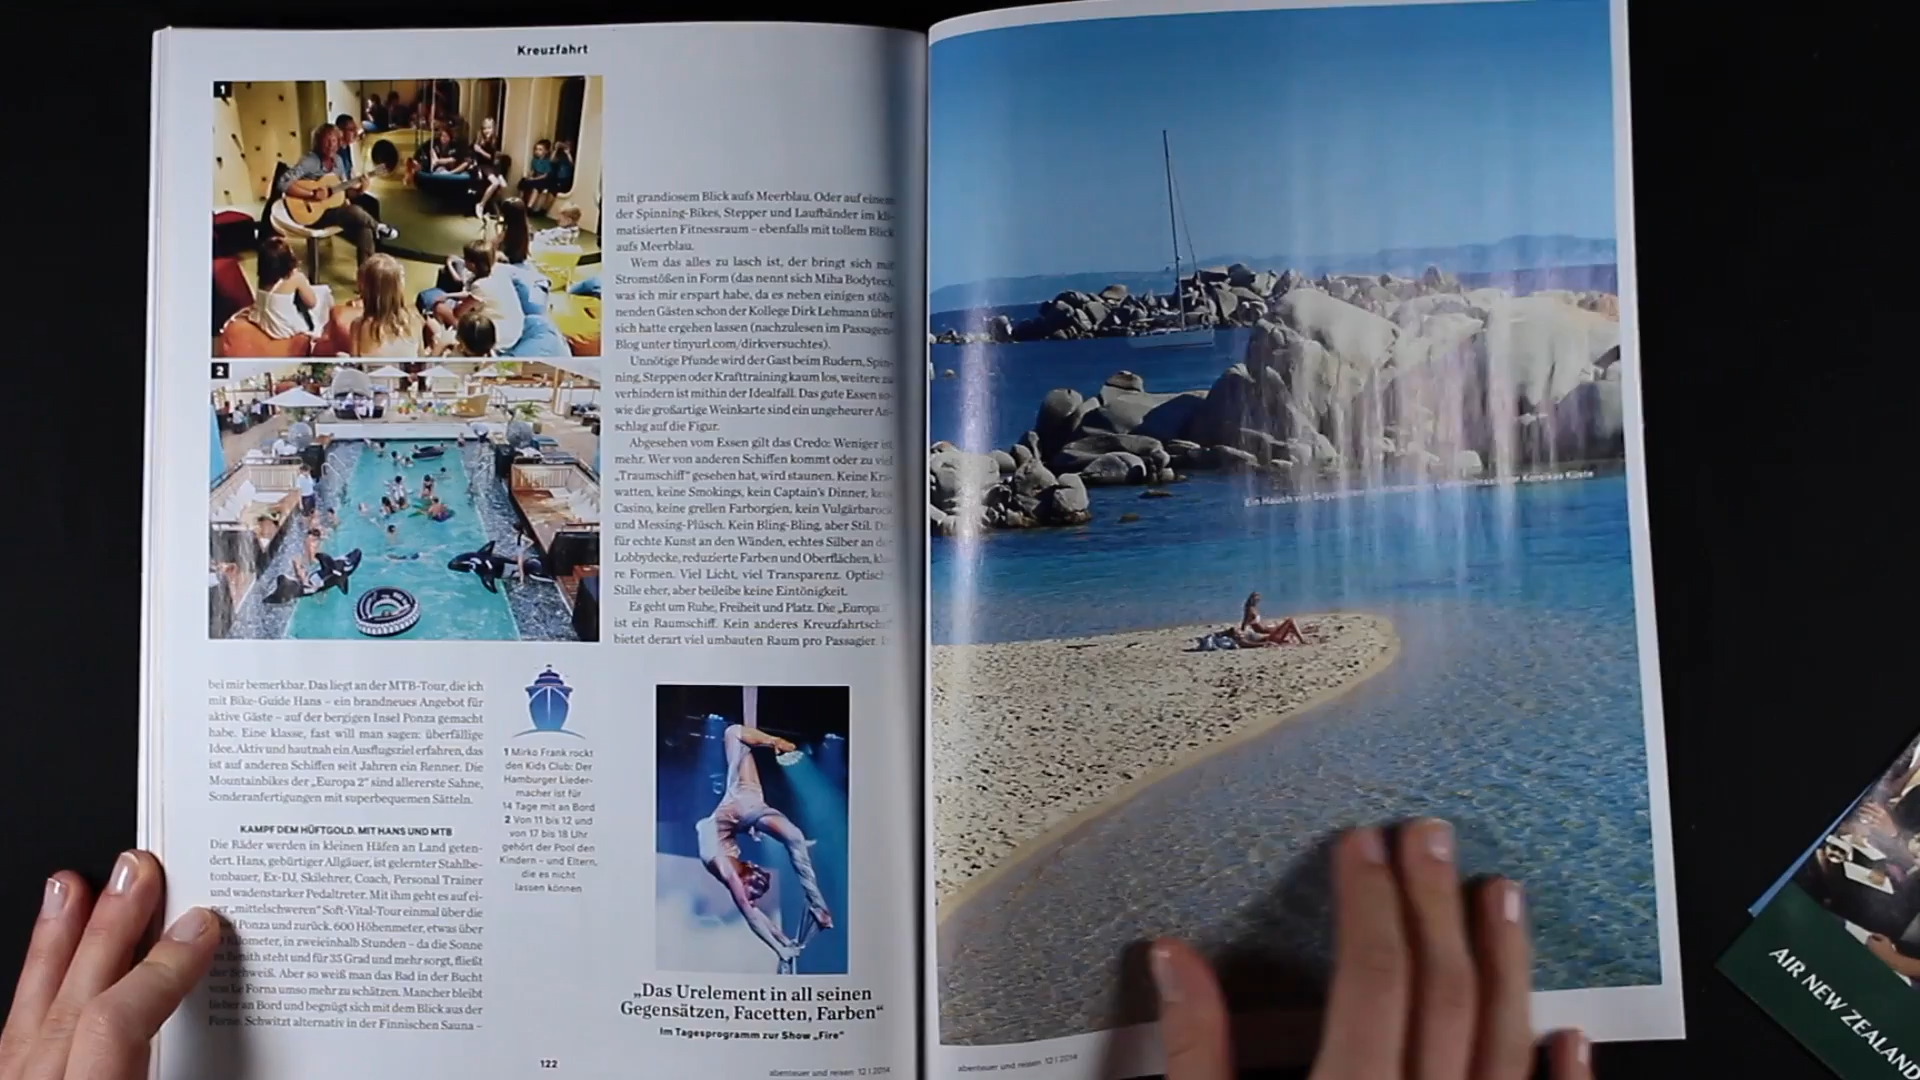 Kreuzfahrt
1
2
bei mir bemerkbar. Das liegt an der MTB-Tour, die ich
mit Bike-Guide Hans – ein brandneues Angebot für
aktive Gäste – auf der bergigen Insel Ponza gemacht
habe. Eine klasse, fast will man sagen: überfällige
Idee. Aktiv und hautnah ein Ausflugsziel erfahren, das
ist auf anderen Schiffen seit Jahren ein Renner. Die
Mountainbikes der „Europa 2“ sind allererste Sahne,
Sonderanfertigungen mit superbequemen Sätteln.
KAMPF DEM HÜFTGOLD. MIT HANS UND MTB
Die Räder werden in kleinen Häfen an Land geten-
dert. Hans, gebürtiger Allgäuer, ist gelernter Stahlbe-
tonbauer, Ex-DJ, Skilehrer, Coach, Personal Trainer
und wadenstarker Pedaltreter. Mit ihm geht es auf ei-
ner „mittelschweren“ Soft-Vital-Tour einmal über die
Ponza und zurück. 600 Höhenmeter, etwas über
Kilometer, in zweieinhalb Stunden – da die Sonne
im Zenith steht und für 35 Grad und mehr sorgt, fließt
der Schweiß. Aber so weiß man das Bad in der Bucht
von Le Forna umso mehr zu schätzen. Mancher bleibt
lieber an Bord und begnügt sich mit dem Blick aus der
Ferne. Schwitzt alternativ in der Finnischen Sauna –
1 Mirko Frank rockt
den Kids Club: Der
Hamburger Lieder-
macher ist für
14 Tage mit an Bord
2 Von 11 bis 12 und
von 17 bis 18 Uhr
gehört der Pool den
Kindern – und Eltern,
die es nicht
lassen können
mit grandiosem Blick aufs Meerblau. Oder auf einem
der Spinning-Bikes, Stepper und Laufbänder im kli-
matisierten Fitnessraum – ebenfalls mit tollem Blick
aufs Meerblau.
Wem das alles zu lasch ist, der bringt sich mit
Stromstößen in Form (das nennt sich Miha Bodytec),
was ich mir erspart habe, da es neben einigen stöh-
nenden Gästen schon der Kollege Dirk Lehmann über
sich hatte ergehen lassen (nachzulesen im Passagen-
Blog unter tinyurl.com/dirkversuchtes).
Unnötige Pfunde wird der Gast beim Rudern, Spin-
ning, Steppen oder Krafttraining kaum los, weitere zu
verhindern ist mithin der Idealfall. Das gute Essen so-
wie die großartige Weinkarte sind ein ungeheurer An-
schlag auf die Figur.
Abgesehen vom Essen gilt das Credo: Weniger ist
mehr. Wer von anderen Schiffen kommt oder zu viel
„Traumschiff“ gesehen hat, wird staunen. Keine Kra-
watten, keine Smokings, kein Captain’s Dinner, kein
Casino, keine grellen Farborgien, kein Vulgärbarock
und Messing-Plüsch. Kein Bling-Bling, aber Stil. Da-
für echte Kunst an den Wänden, echtes Silber an der
Lobbydecke, reduzierte Farben und Oberflächen, kla-
re Formen. Viel Licht, viel Transparenz. Optische
Stille eher, aber beileibe keine Eintönigkeit.
Es geht um Ruhe, Freiheit und Platz. Die „Europa
ist ein Raumschiff. Kein anderes Kreuzfahrtschiff
bietet derart viel umbauten Raum pro Passagier.
„Das Urelement in all seinen
Gegensätzen, Facetten, Farben“
Im Tagesprogramm zur Show „Fire“
122
abenteuer und reisen 12 | 2014
Ein Hauch von Korsikas Küste
abenteuer und reisen 12 | 2014
AIR NEW ZEALAND